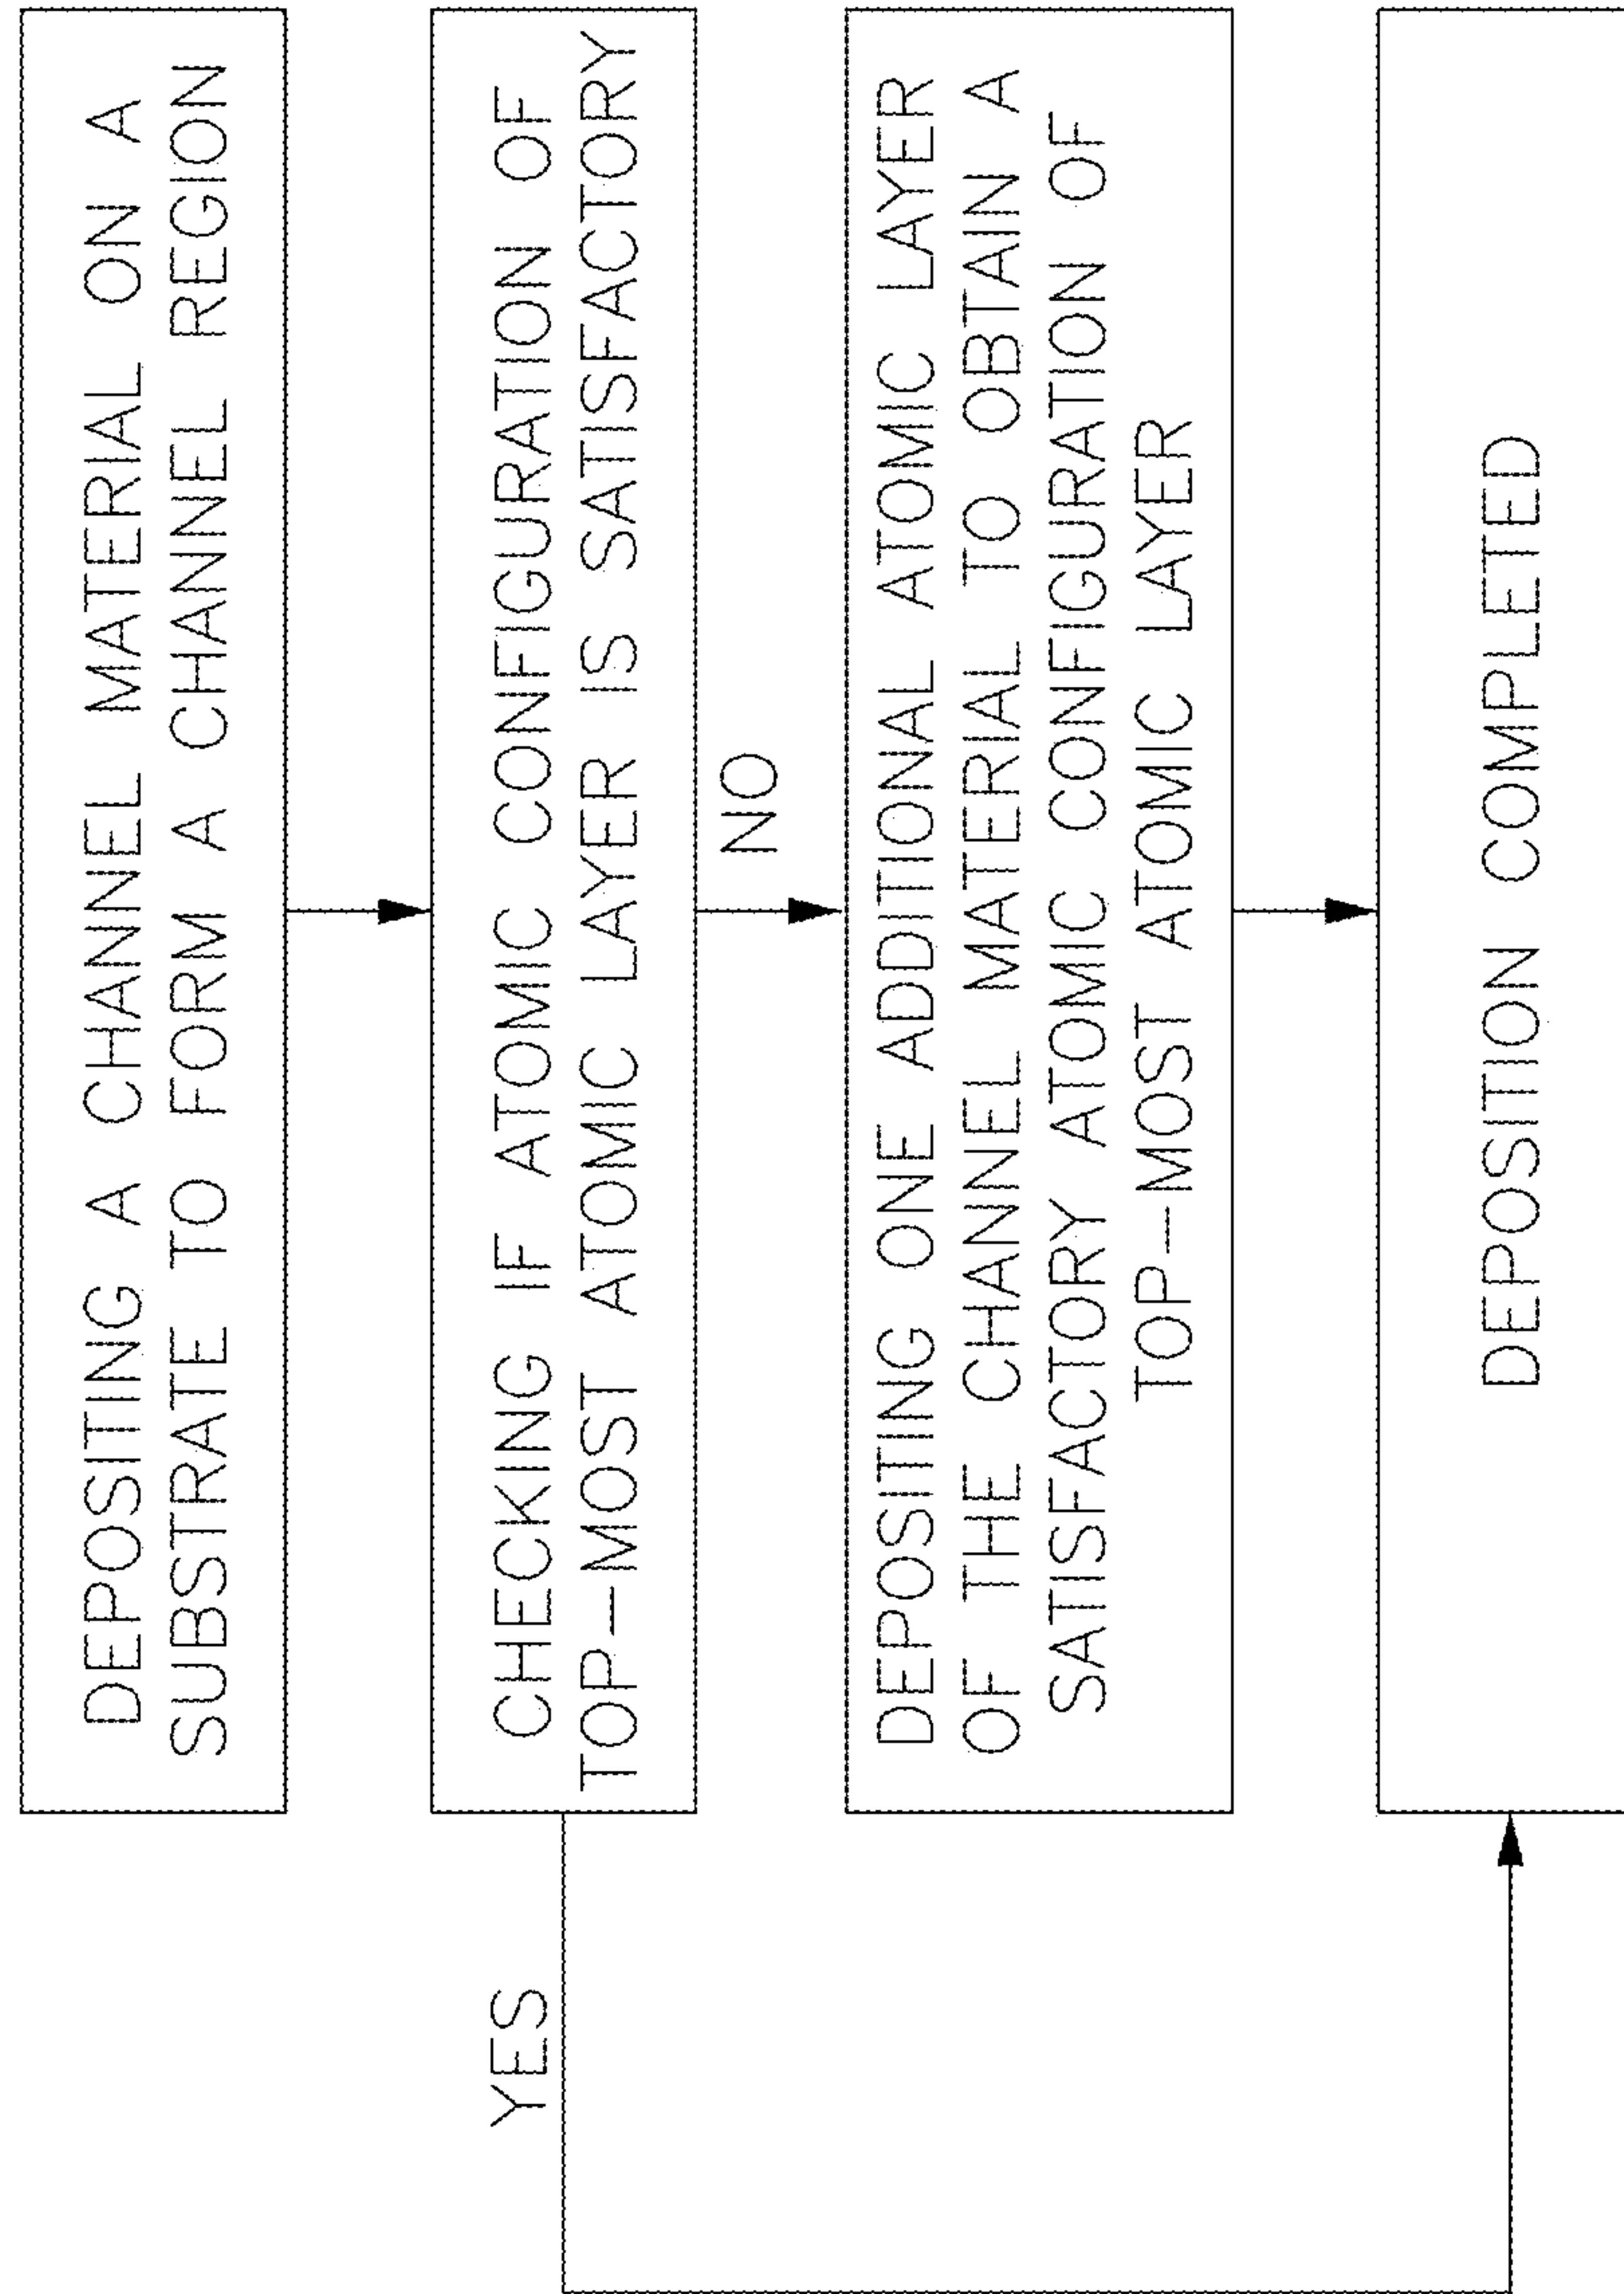 DEPOSITING A CHANNEL MATERIAL ON A
SUBSTRATE TO FORM A CHANNEL REGION
CHECKING IF ATOMIC CONFIGURATION OF
TOP-MOST ATOMIC LAYER IS SATISFACTORY
YES
NO
DEPOSITING ONE ADDITIONAL ATOMIC LAYER
OF THE CHANNEL MATERIAL TO OBTAIN A
SATISFACTORY ATOMIC CONFIGURATION OF
TOP-MOST ATOMIC LAYER
DEPOSITION COMPLETED